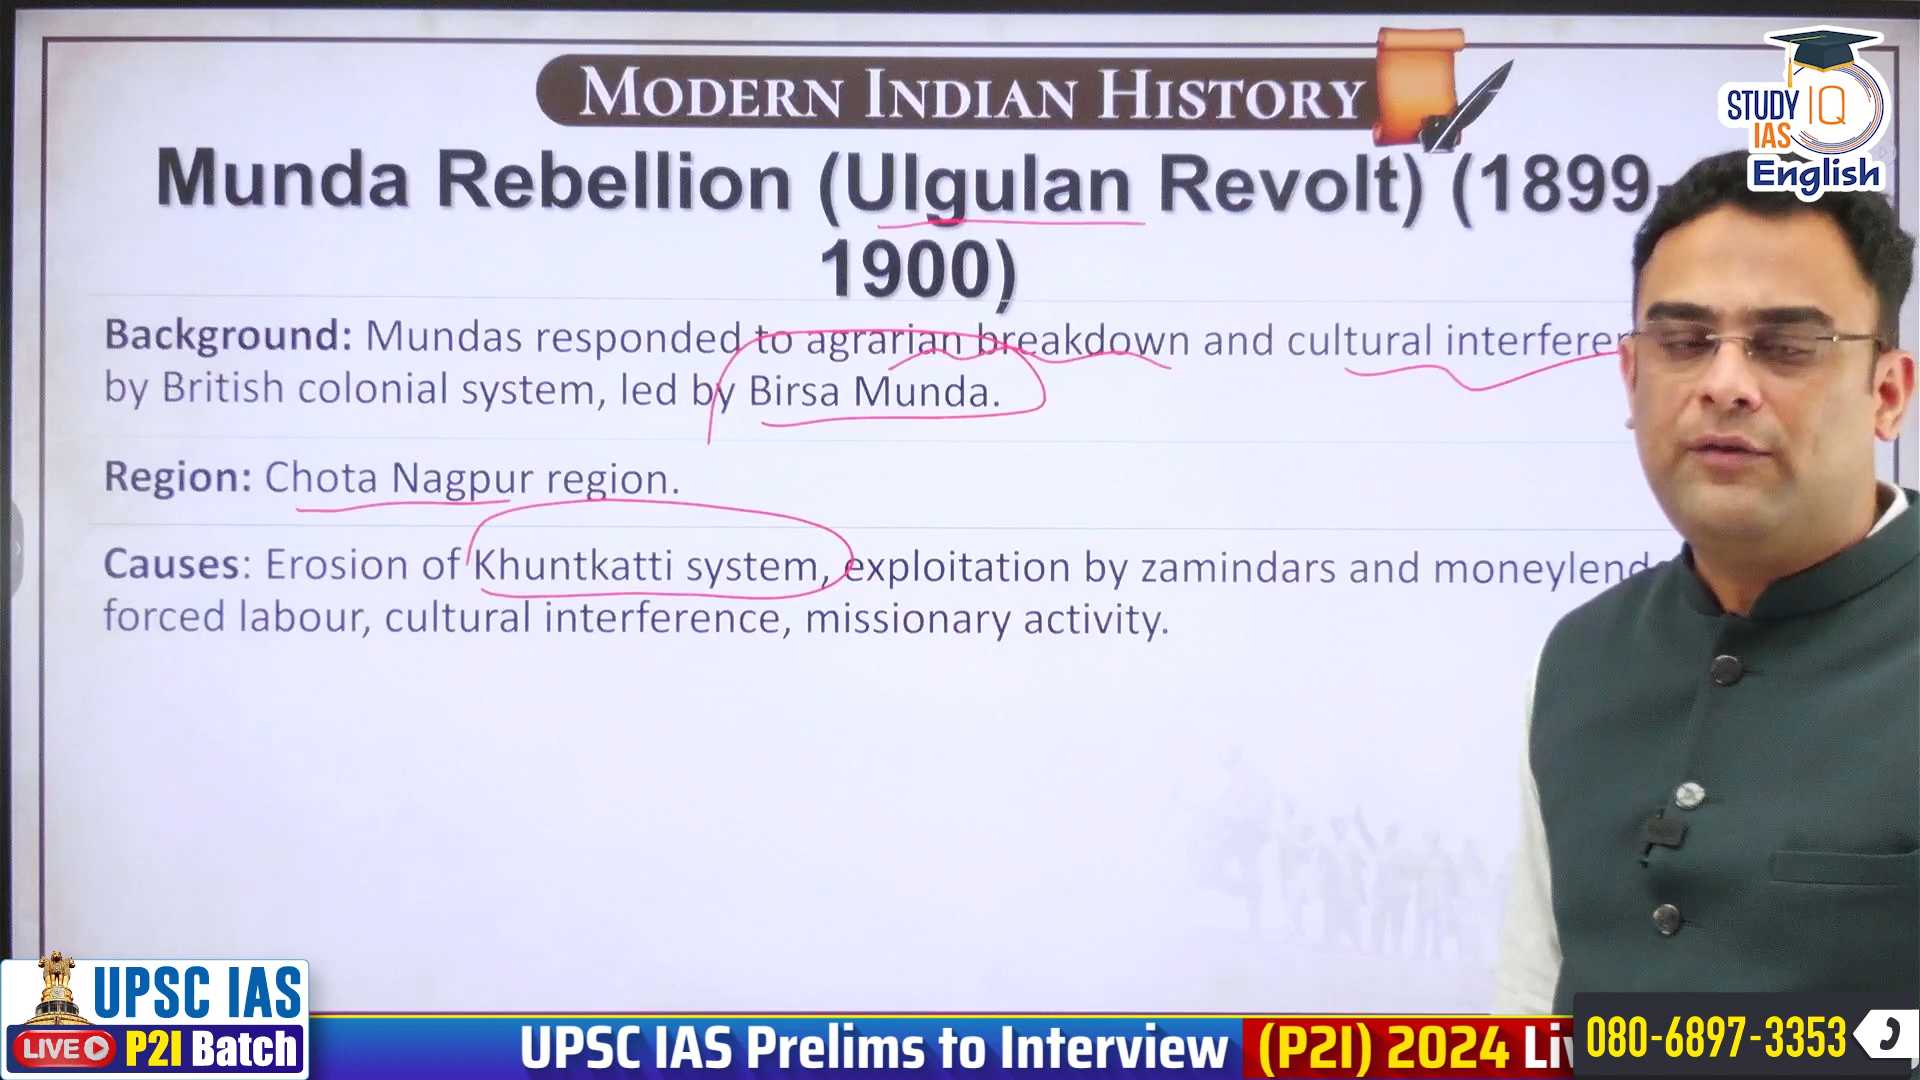 MODERN INDIAN HISTORY
STUDY IQ
IAS
English
Munda Rebellion (Ulgulan Revolt) (1899-
1900)
Background: Mundas responded to agrarian breakdown and cultural
by British colonial system, led by Birsa Munda.
Region: Chota Nagpur region.
Causes: Erosion of Khuntkatti system, exploitation by zamindars and
forced labour, cultural interference, missionary activity.
UPSC IAS
LIVE P2I Batch
UPSC IAS Prelims to Interview (P2I) 2024
080-6897-3353